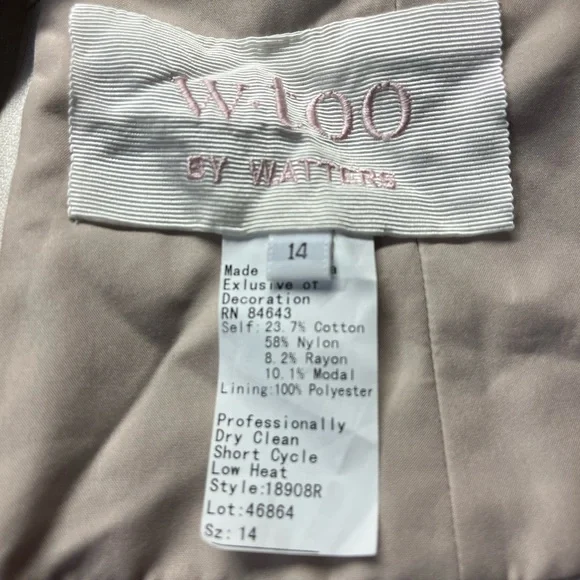 W·100
BY WATTERS
14
Made
Exlusive of
Decoration
RN 84643
Self: 23.7% Cotton
58% Nylon
8.2% Rayon
10.1% Modal
Lining:100% Polyester
Professionally
Dry Clean
Short Cycle
Low Heat
Style:18908R
Lot:46864
Sz: 14